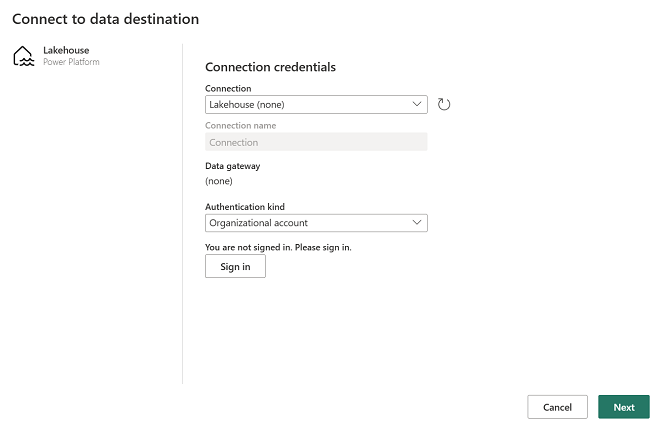 Connect to data destination
Lakehouse
Power Platform
Connection credentials
Connection
Lakehouse (none)
Connection name
Connection
Data gateway
(none)
Authentication kind
Organizational account
You are not signed in. Please sign in.
Sign in
Cancel
Next